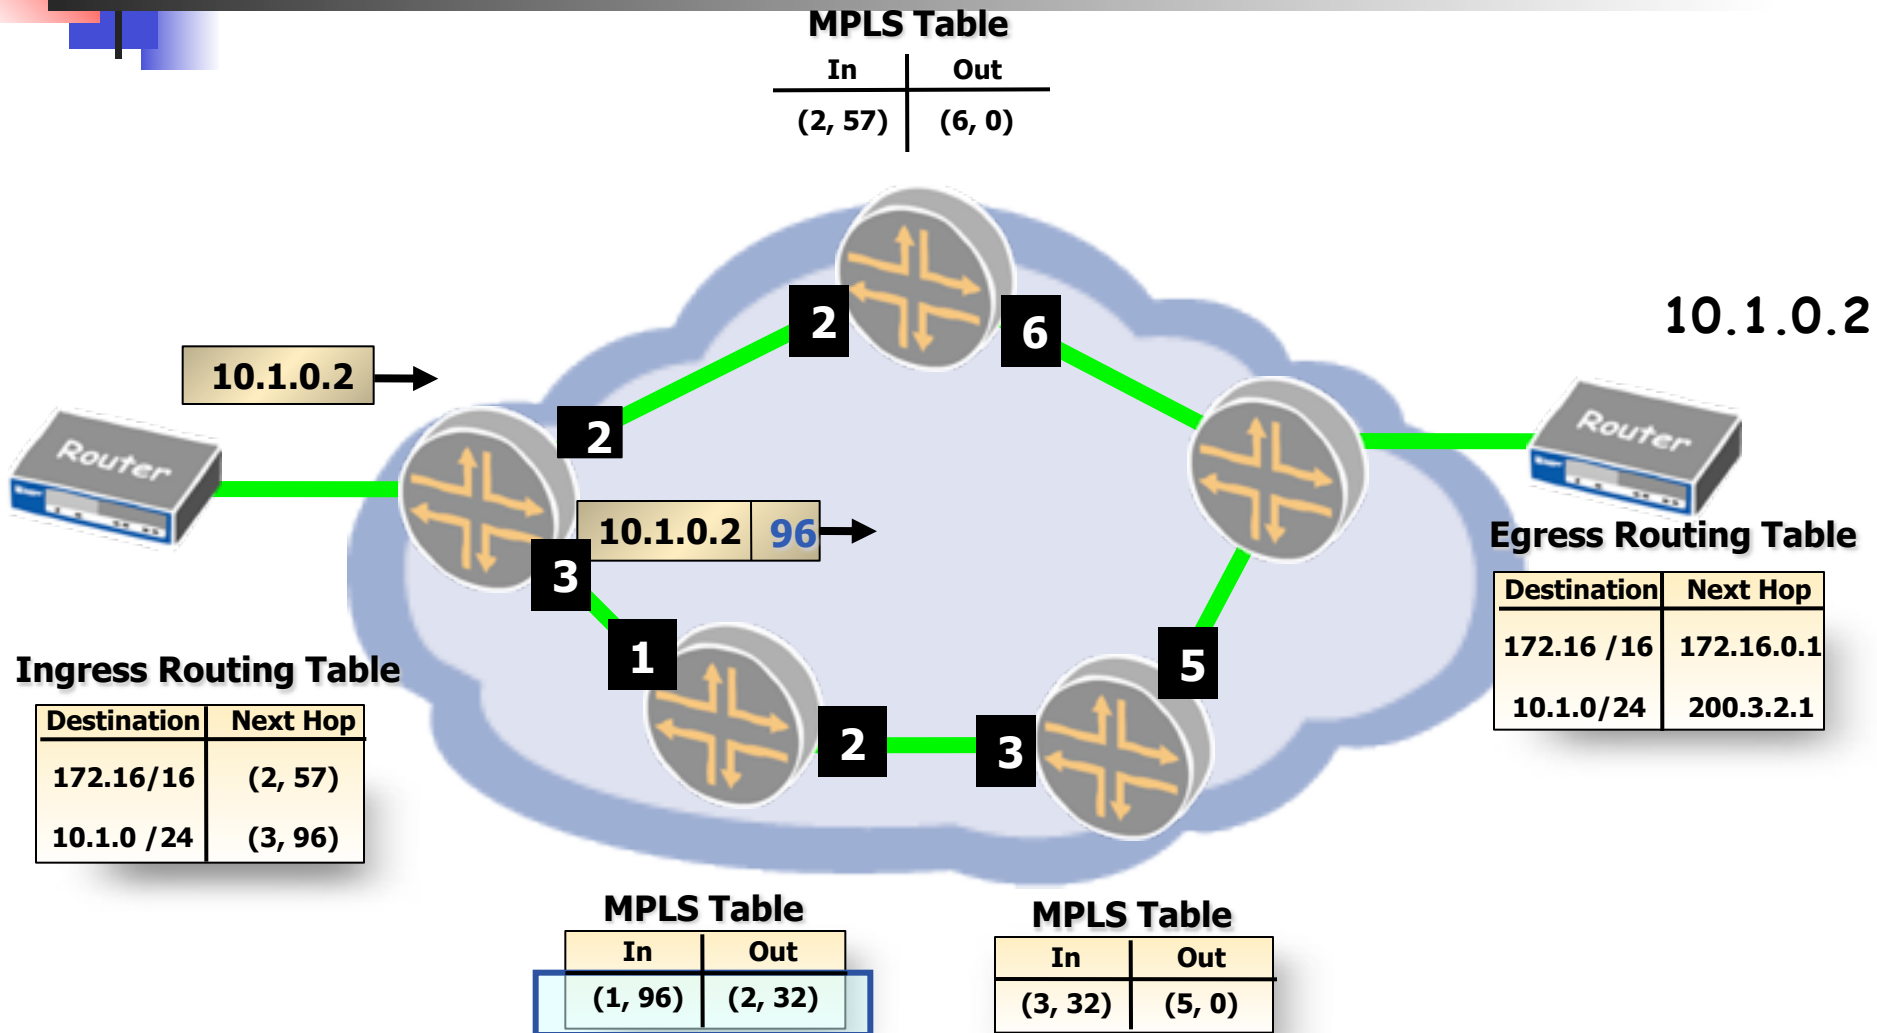 MPLS Table
In Out
(2, 57) (6, 0)
10.1.0.2
2
6
10.1.0.2
2
Router
Router
10.1.0.2 96
3
Egress Routing Table
Destination Next Hop
172.16 /16 172.16.0.1
10.1.0/24 200.3.2.1
1
5
Ingress Routing Table
Destination Next Hop
172.16/16 (2, 57)
10.1.0 /24 (3, 96)
2
3
MPLS Table
In Out
(1, 96) (2, 32)
MPLS Table
In Out
(3, 32) (5, 0)